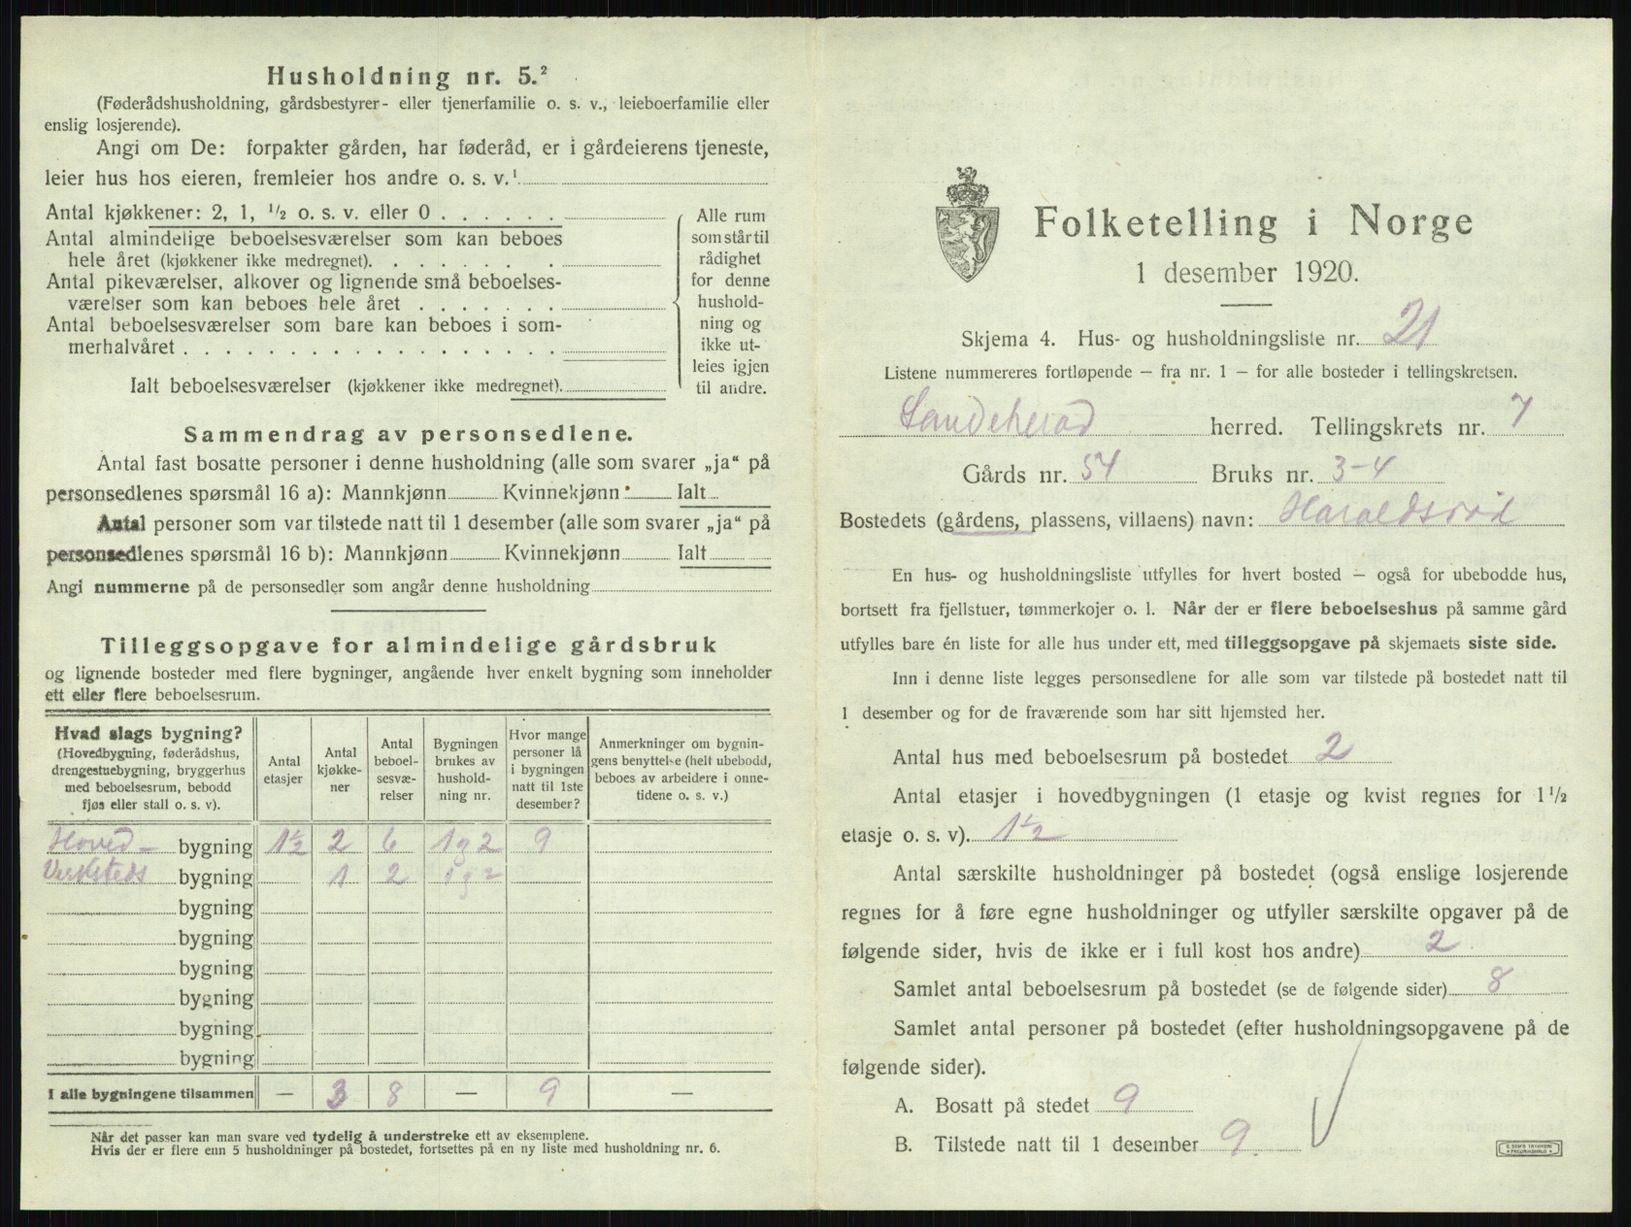 Husholdning nr. 5.²
(Føderådshusholdning, gårdsbestyrer- eller tjenerfamilie o. s. v., leieboerfamilie eller
enslig losjerende).
Angi om De: forpakter gården, har føderåd, er i gårdeierens tjeneste,
leier hus hos eieren, fremleier hos andre o. s. v.¹
Antal kjøkkener: 2, 1, ½ o. s. v. eller 0 . . . . . .
Antal almindelige beboelsesværelser som kan beboes
hele året (kjøkkener ikke medregnet). . . . . . . .
Antal pikeværelser, alkover og lignende små beboelses-
værelser som kan beboes hele året . . . . . . .
Antal beboelsesværelser som bare kan beboes i som-
merhalvåret . . . . . . . . . . . . . . . . . .
Ialt beboelsesværelser (kjøkkener ikke medregnet).
Alle rum
som står til
rådighet
for denne
hushold-
ning og
ikke ut-
leies igjen
til andre.
Sammendrag av personsedlene.
Antal fast bosatte personer i denne husholdning (alle som svarer „ja“ på
personsedlenes spørsmål 16 a): Mannkjønn Kvinnekjønn Ialt
Antal personer som var tilstede natt til 1 desember (alle som svarer „ja“ på
personsedlenes spørsmål 16 b): Mannkjønn Kvinnekjønn Ialt
Angi nummerne på de personsedler som angår denne husholdning
Tilleggsopgave for almindelige gårdsbruk
og lignende bosteder med flere bygninger, angående hver enkelt bygning som inneholder
ett eller flere beboelsesrum.
Hvad slags bygning?
(Hovedbygning, føderådshus,
drengestuebygning, bryggerhus
med beboelsesrum, bebodd
fjøs eller stall o. s. v).
Antal
etasjer
Antal
kjøkke-
ner
Antal
beboel-
sesvæ-
relser
Bygningen
brukes av
hushold-
ning nr.
Hvor mange
personer lå
i bygningen
natt til 1ste
desember?
Anmerkninger om bygnin-
gens benyttelse (helt ubebodd,
beboes av arbeidere i onne-
tidene o. s. v.)
Hoved- bygning 1½ 2 6 1 g 2 9
Verksteds bygning 1 2 1 g 2
bygning
bygning
bygning
bygning
bygning
bygning
I alle bygningene tilsammen — 3 8 — 9 —
Når det passer kan man svare ved tydelig å understreke ett av eksemplene.
Hvis der er flere enn 5 husholdninger på bostedet, fortsettes på en ny liste med husholdning nr. 6.
Folketelling i Norge
1 desember 1920.
Skjema 4. Hus- og husholdningsliste nr. 21
Listene nummereres fortløpende — fra nr. 1 — for alle bosteder i tellingskretsen.
Sandeherad herred. Tellingskrets nr. 7
Gårds nr. 54 Bruks nr. 3-4
Bostedets (gårdens, plassens, villaens) navn: Haraldsrød
En hus- og husholdningsliste utfylles for hvert bosted — også for ubebodde hus,
bortsett fra fjellstuer, tømmerkojer o. l. Når der er flere beboelseshus på samme gård
utfylles bare én liste for alle hus under ett, med tilleggsopgave på skjemaets siste side.
Inn i denne liste legges personsedlene for alle som var tilstede på bostedet natt til
1 desember og for de fraværende som har sitt hjemsted her.
Antal hus med beboelsesrum på bostedet 2
Antal etasjer i hovedbygningen (1 etasje og kvist regnes for 1½
etasje o. s. v). 1½
Antal særskilte husholdninger på bostedet (også enslige losjerende
regnes for å føre egne husholdninger og utfyller særskilte opgaver på de
følgende sider, hvis de ikke er i full kost hos andre) 2
Samlet antal beboelsesrum på bostedet (se de følgende sider) 8
Samlet antal personer på bostedet (efter husholdningsopgavene på de
følgende sider).
A. Bosatt på stedet 9
B. Tilstede natt til 1 desember 9